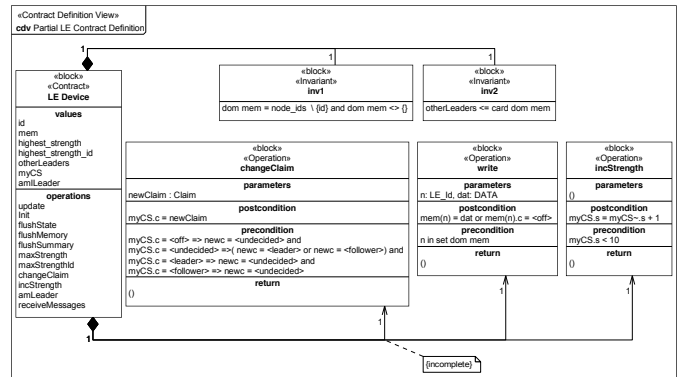 «Contract Definition View»
cdv Partial LE Contract Definition
1
1
1
«block»
«Contract»
LE Device
values
id
mem
highest_strength
highest_strength_id
otherLeaders
myCS
amILeader
operations
update
Init
flushState
flushMemory
flushSummary
maxStrength
maxStrengthId
changeClaim
incStrength
amLeader
receiveMessages
1
«block»
«Invariant»
inv1
dom mem = node_ids \ {id} and dom mem <> {}
«block»
«Invariant»
inv2
otherLeaders <= card dom mem
«block»
«Operation»
changeClaim
parameters
newClaim : Claim
postcondition
myCS.c = newClaim
precondition
myCS.c = <off> => newc = <undecided> and
myCS.c = <undecided> =>( newc = <leader> or newc = <follower>) and
myCS.c = <leader> => newc = <undecided> and
myCS.c = <follower> => newc = <undecided>
return
()
1
«block»
«Operation»
write
parameters
n: LE_Id, dat: DATA
postcondition
mem(n) = dat or mem(n).c = <off>
precondition
n in set dom mem
return
()
1
«block»
«Operation»
incStrength
parameters
()
postcondition
myCS.s = myCS~.s + 1
precondition
myCS.s < 10
return
()
1
{incomplete}